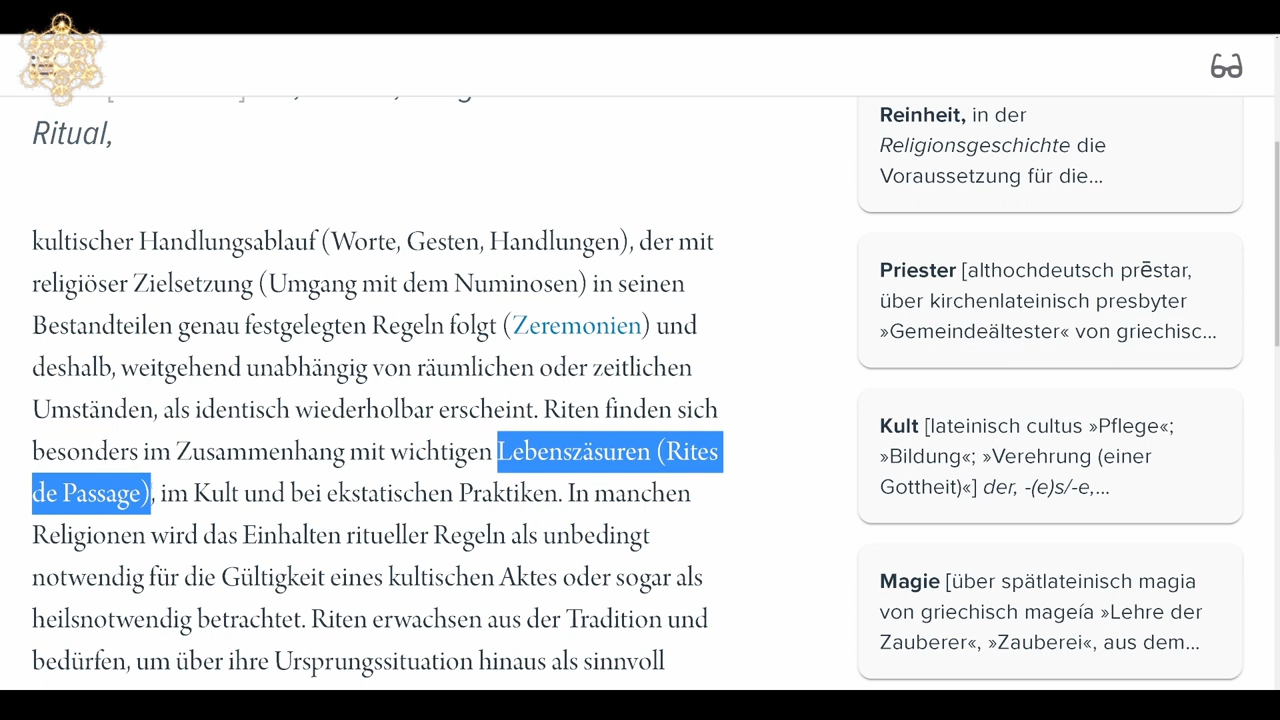 Ritual,
kultischer Handlungsablauf (Worte, Gesten, Handlungen), der mit
religiöser Zielsetzung (Umgang mit dem Numinosen) in seinen
Bestandteilen genau festgelegten Regeln folgt (Zeremonien) und
deshalb, weitgehend unabhängig von räumlichen oder zeitlichen
Umständen, als identisch wiederholbar erscheint. Riten finden sich
besonders im Zusammenhang mit wichtigen Lebenszäsuren (Rites
de Passage), im Kult und bei ekstatischen Praktiken. In manchen
Religionen wird das Einhalten ritueller Regeln als unbedingt
notwendig für die Gültigkeit eines kultischen Aktes oder sogar als
heilsnotwendig betrachtet. Riten erwachsen aus der Tradition und
bedürfen, um über ihre Ursprungssituation hinaus als sinnvoll
Reinheit, in der
Religionsgeschichte die
Voraussetzung für die...
Priester [althochdeutsch prēstar,
über kirchenlateinisch presbyter
»Gemeindeältester« von griechisc...
Kult [lateinisch cultus »Pflege«;
»Bildung«; »Verehrung (einer
Gottheit)«] der, -(e)s/-e,...
Magie [über spätlateinisch magia
von griechisch mageía »Lehre der
Zauberer«, »Zauberei«, aus dem...